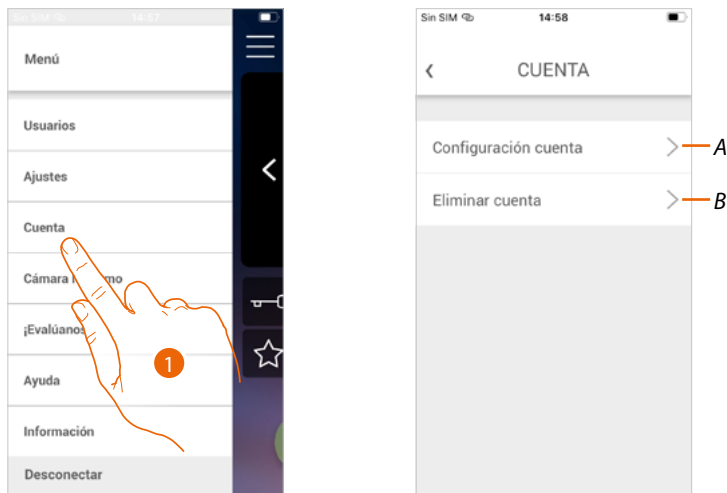 Sin SIM 14:57
Menú
Usuarios
Ajustes
Cuenta
Cámara
¡Evalúanos
Ayuda
Información
Desconectar
1
Sin SIM 14:58
CUENTA
Configuración cuenta
Eliminar cuenta
A
B